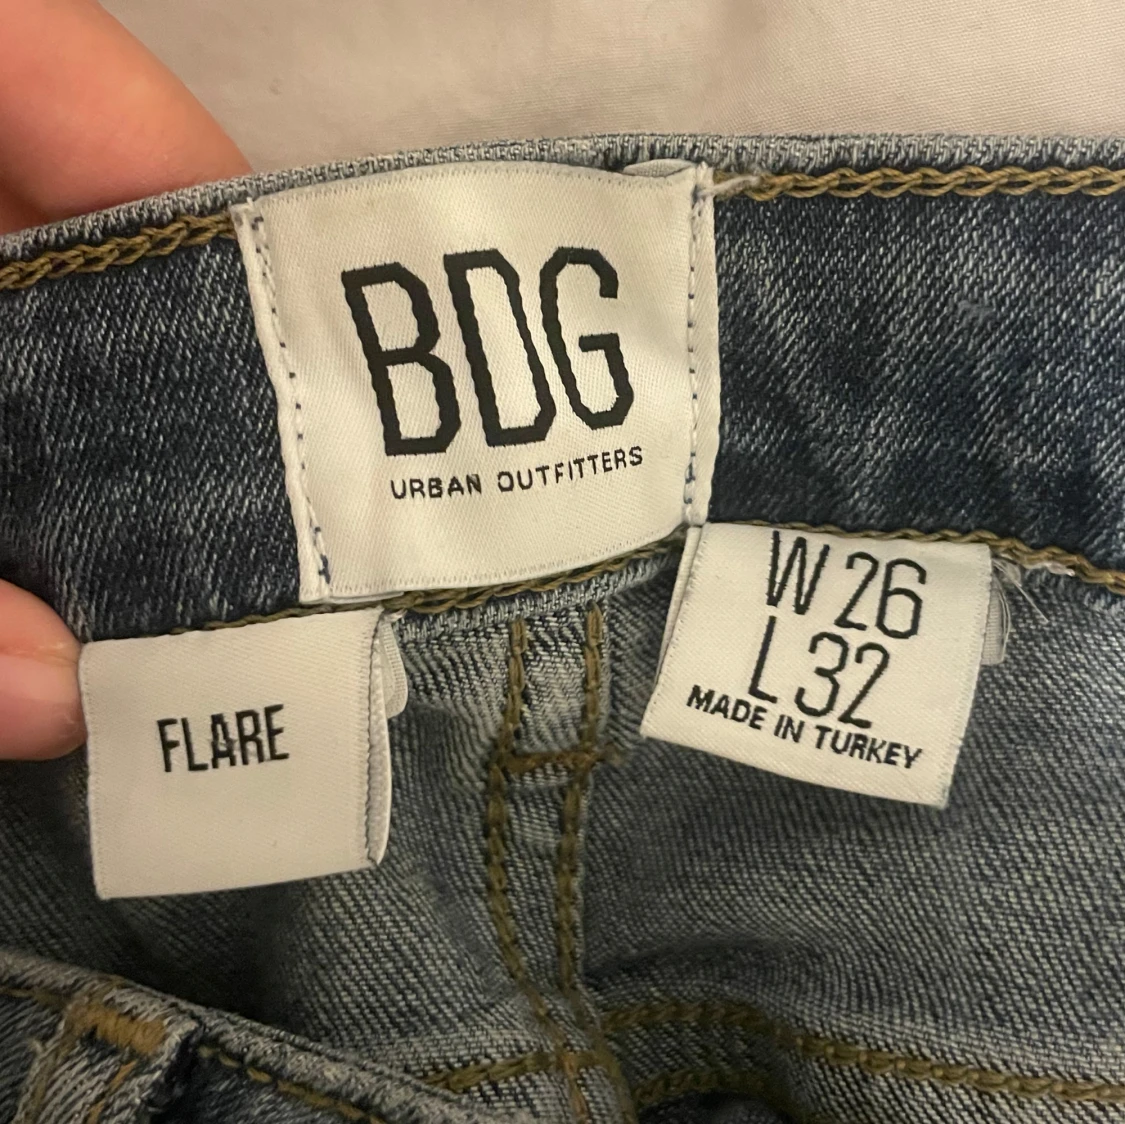 BDG
URBAN OUTFITTERS
FLARE
W 26
L 32
MADE IN TURKEY